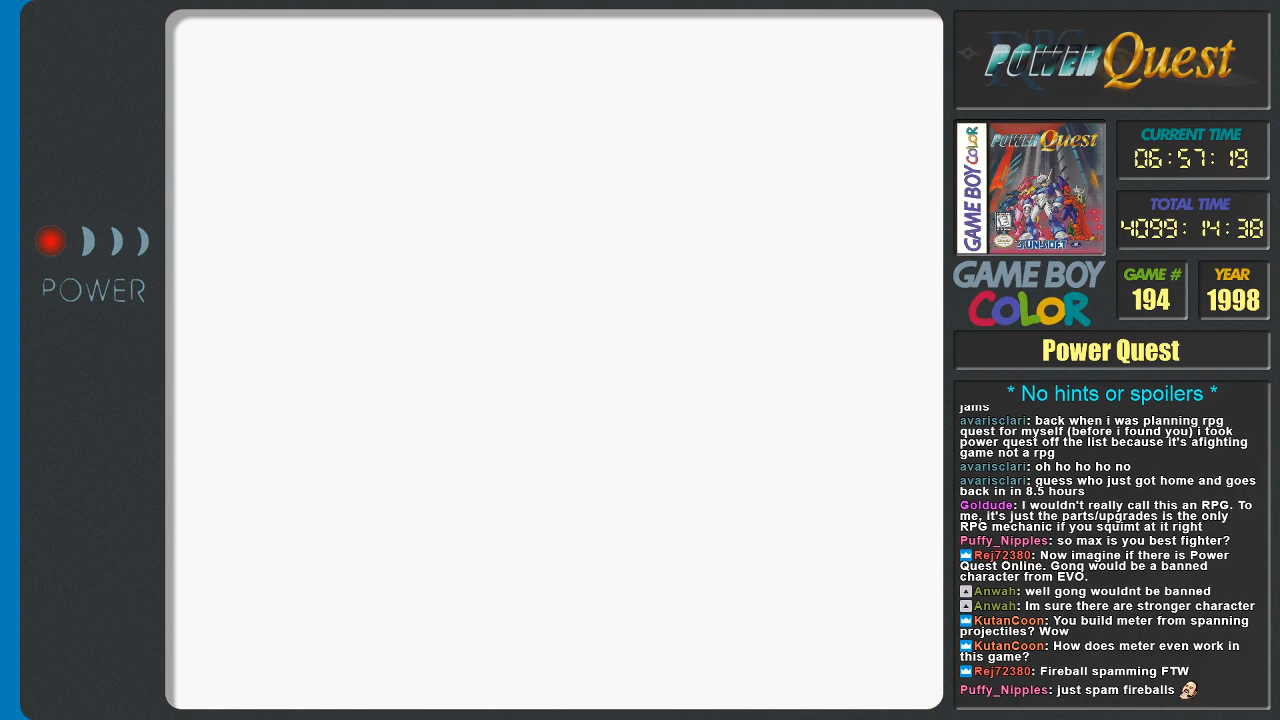 POWER
POWER Quest
GAME BOY COLOR
POWER Quest
SUNSOFT
CURRENT TIME
06:57:19
TOTAL TIME
4099:14:38
GAME BOY
COLOR
GAME #
194
YEAR
1998
Power Quest
* No hints or spoilers *
jams
avarisclari: back when i was planning rpg
quest for myself (before i found you) i took
power quest off the list because it's afighting
game not a rpg
avarisclari: oh ho ho ho no
avarisclari: guess who just got home and goes
back in in 8.5 hours
Goldude: I wouldn't really call this an RPG. To
me, it's just the parts/upgrades is the only
RPG mechanic if you squimt at it right
Puffy_Nipples: so max is you best fighter?
Rej72380: Now imagine if there is Power
Quest Online. Gong would be a banned
character from EVO.
Anwah: well gong wouldnt be banned
Anwah: Im sure there are stronger character
KutanCoon: You build meter from spanning
projectiles? Wow
KutanCoon: How does meter even work in
this game?
Rej72380: Fireball spamming FTW
Puffy_Nipples: just spam fireballs